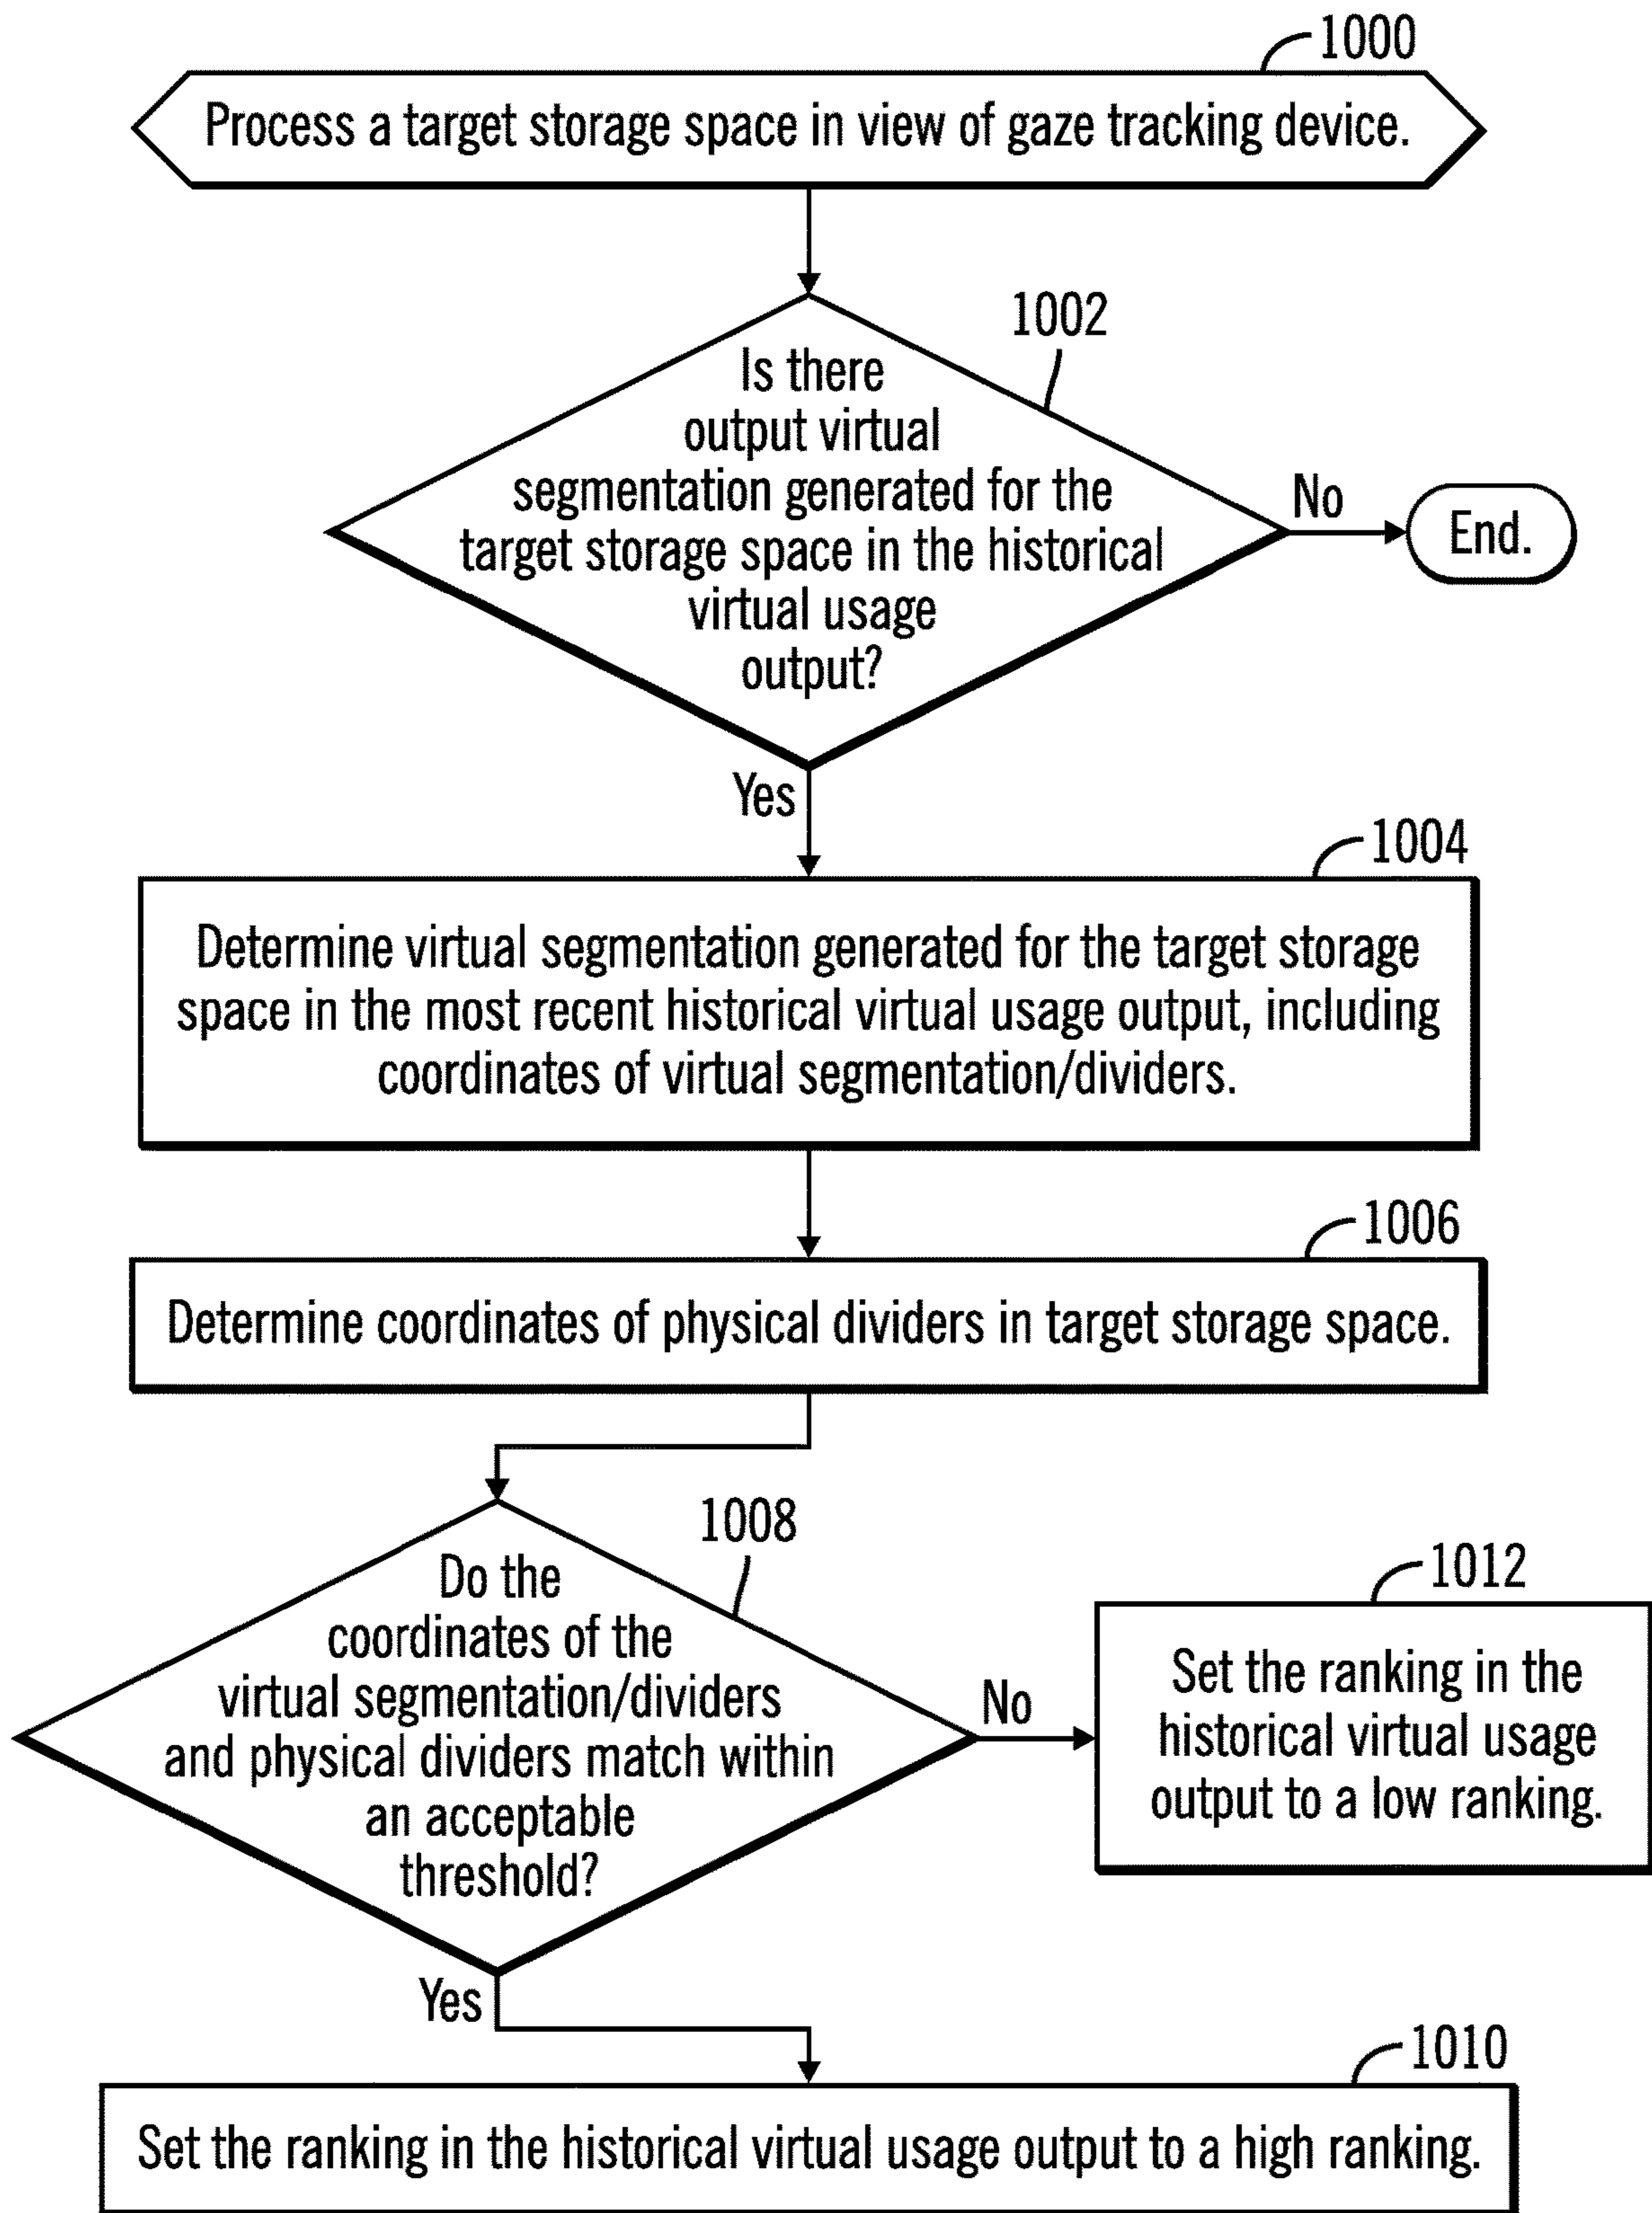 1000
Process a target storage space in view of gaze tracking device.
1002
Is there
output virtual
segmentation generated for the
target storage space in the historical
virtual usage
output?
No
End.
Yes
1004
Determine virtual segmentation generated for the target storage
space in the most recent historical virtual usage output, including
coordinates of virtual segmentation/dividers.
1006
Determine coordinates of physical dividers in target storage space.
1008
Do the
coordinates of the
virtual segmentation/dividers
and physical dividers match within
an acceptable
threshold?
No
1012
Set the ranking in the
historical virtual usage
output to a low ranking.
Yes
1010
Set the ranking in the historical virtual usage output to a high ranking.